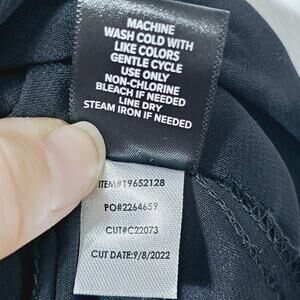 MACHINE
WASH COLD WITH
LIKE COLORS
GENTLE CYCLE
USE ONLY
NON-CHLORINE
BLEACH IF NEEDED
LINE DRY
STEAM IRON IF NEEDED
ITEM#19652128
PO#2264659
CUT#C22073
CUT DATE:9/8/2022